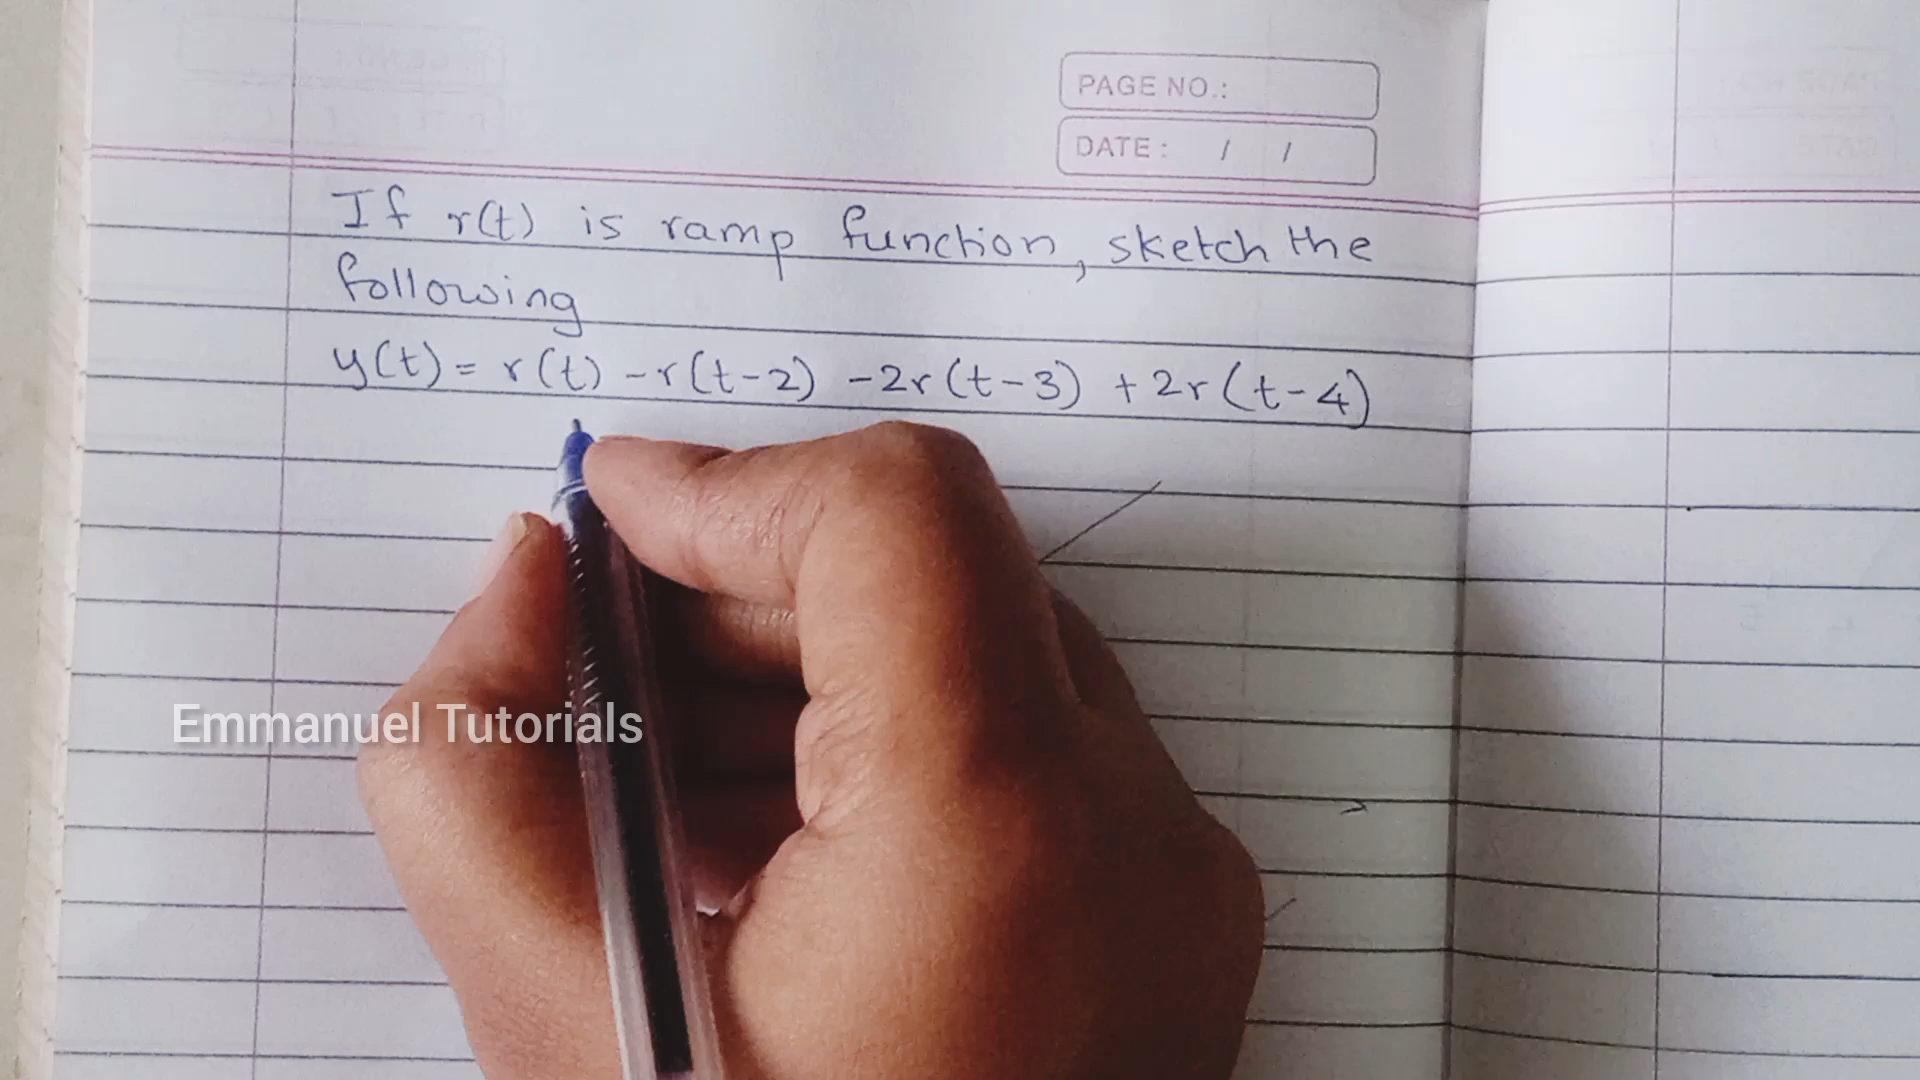 PAGE NO.:
DATE: / /
If r(t) is ramp function, sketch the
following
y(t) = r(t) - r(t-2) - 2r(t-3) + 2r(t-4)
Emmanuel Tutorials